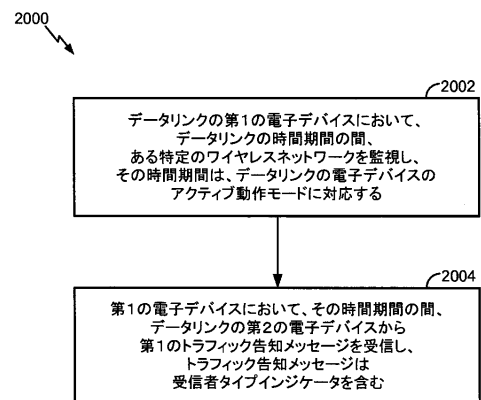 2000
2002
データリンクの第1の電子デバイスにおいて、
データリンクの時間期間の間、
ある特定のワイヤレスネットワークを監視し、
その時間期間は、データリンクの電子デバイスの
アクティブ動作モードに対応する
2004
第1の電子デバイスにおいて、その時間期間の間、
データリンクの第2の電子デバイスから
第1のトラフィック告知メッセージを受信し、
トラフィック告知メッセージは
受信者タイプインジケータを含む